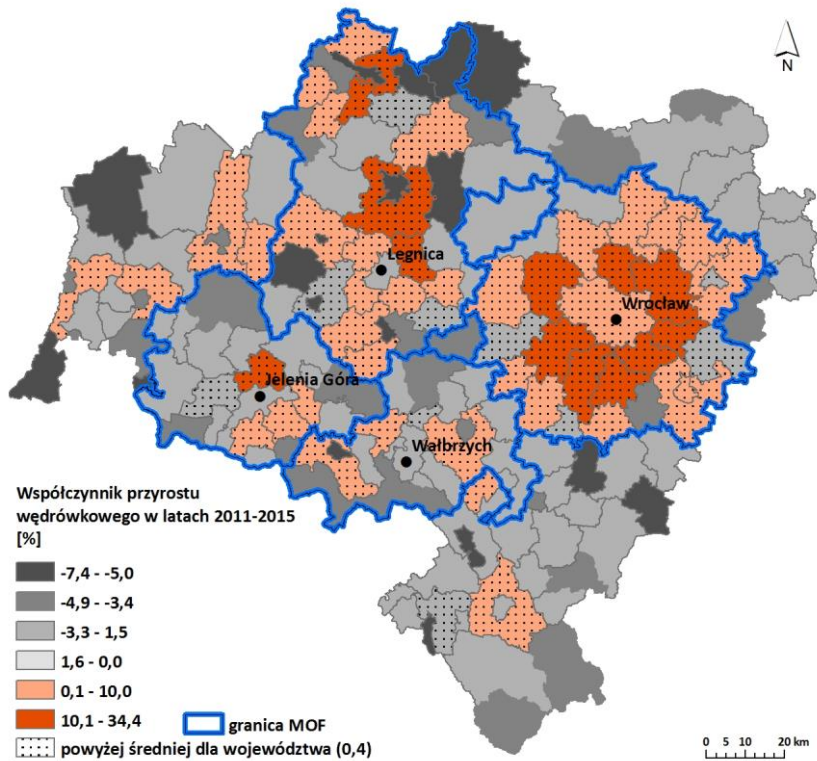 N
Legnica
Wrocław
Jelenia Góra
Wałbrzych
Współczynnik przyrostu
wędrówkowego w latach 2011-2015
[%]
-7,4 - -5,0
-4,9 - -3,4
-3,3 - 1,5
1,6 - 0,0
0,1 - 10,0
10,1 - 34,4
granica MOF
powyżej średniej dla województwa (0,4)
0 5 10 20 km